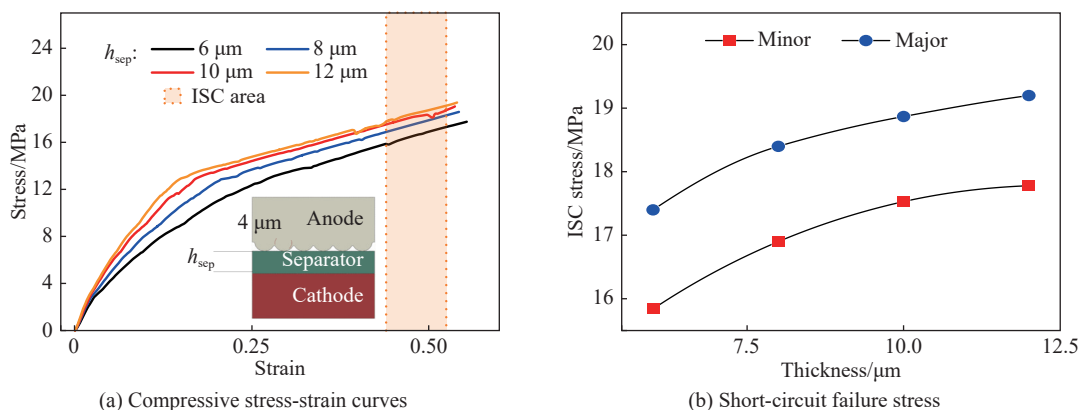 24
20
16
12
8
4
0
Stress/MPa
h_sep:
6 μm
8 μm
10 μm
12 μm
ISC area
4 μm
Anode
h_sep
Separator
Cathode
0
0.25
0.50
Strain
(a) Compressive stress-strain curves
20
19
18
17
16
ISC stress/MPa
Minor
Major
7.5
10.0
12.5
Thickness/μm
(b) Short-circuit failure stress